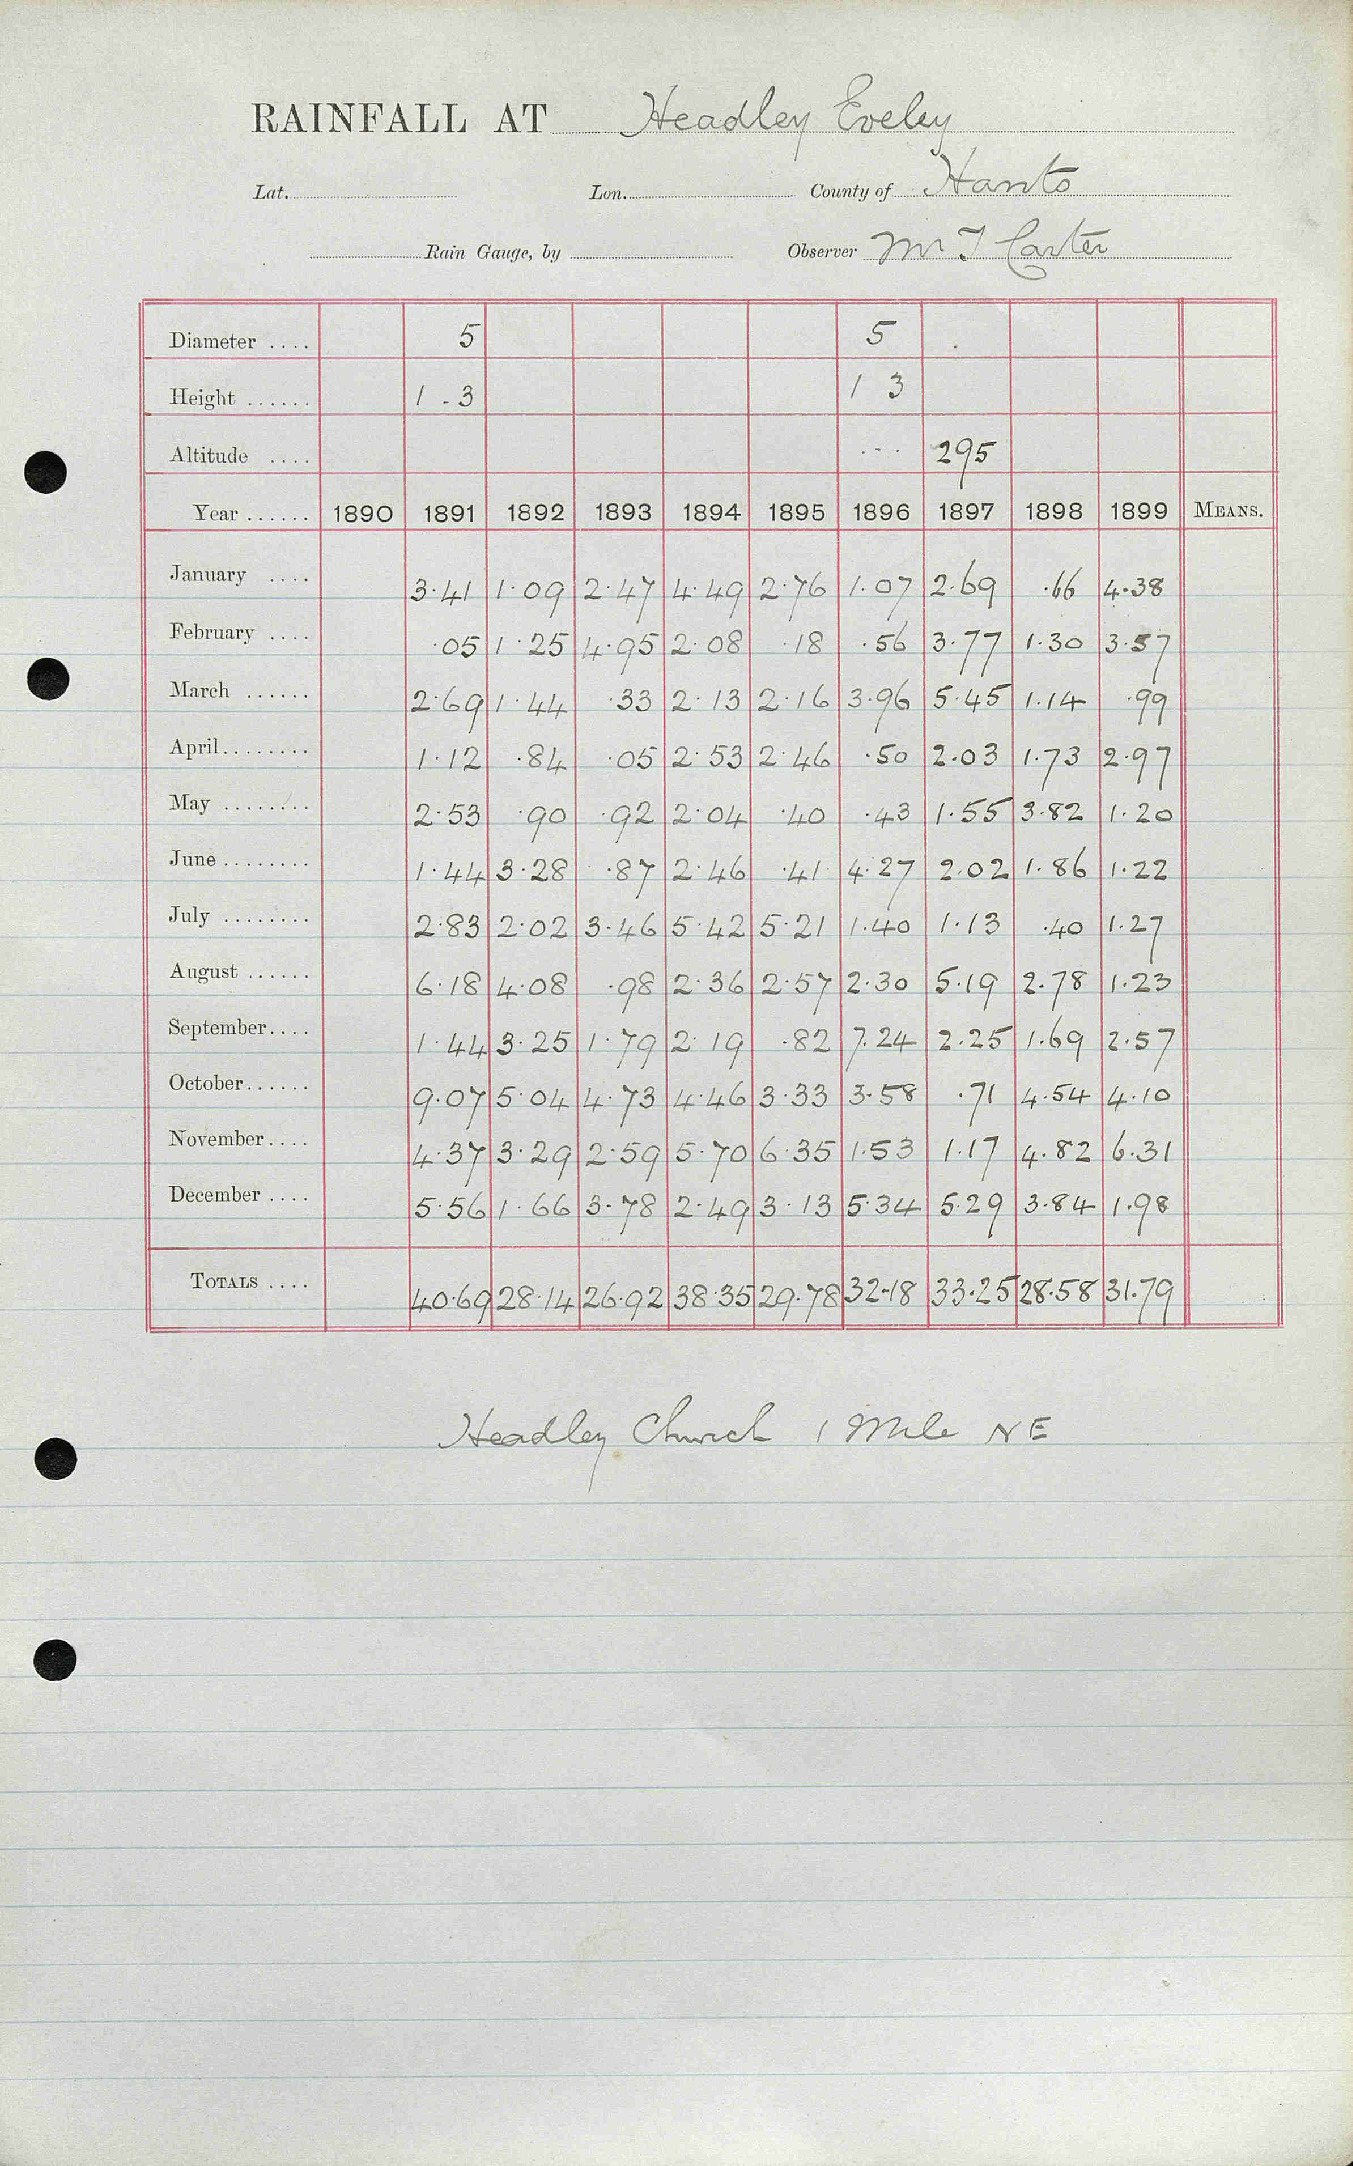 RAINFALL AT Headley Eveley
Lat. Lon. County of Hants
Rain Gauge, by Observer Mr T Carter
Diameter .... 5 5
Height ...... 1 - 3 1 3
Altitude .... ... 295
Year ...... 1890 1891 1892 1893 1894 1895 1896 1897 1898 1899 MEANS.
January .... 3·41 1·09 2·47 4·49 2·76 1.07 2.69 ·66 4.38
February .... ·05 1·25 4·95 2·08 ·18 ·56 3.77 1.30 3.57
March ...... 2·69 1·44 ·33 2·13 2·16 3.96 5.45 1.14 ·99
April........ 1·12 ·84 ·05 2·53 2·46 ·50 2.03 1.73 2.97
May ........ 2·53 ·90 ·92 2·04 ·40 ·43 1.55 3.82 1.20
June ........ 1·44 3·28 ·87 2·46 ·41 4.27 2.02 1.86 1.22
July ........ 2·83 2·02 3·46 5·42 5·21 1.40 1.13 ·40 1.27
August ...... 6·18 4·08 ·98 2·36 2·57 2.30 5.19 2.78 1.23
September.... 1·44 3·25 1·79 2·19 ·82 7.24 2.25 1.69 2.57
October...... 9·07 5·04 4·73 4·46 3·33 3.58 ·71 4.54 4.10
November.... 4·37 3·29 2·59 5·70 6·35 1.53 1.17 4.82 6.31
December .... 5·56 1·66 3·78 2·49 3·13 5.34 5.29 3.84 1.98
TOTALS .... 40·69 28·14 26·92 38·35 29·78 32.18 33.25 28.58 31.79
Headley Church 1 Mile NE